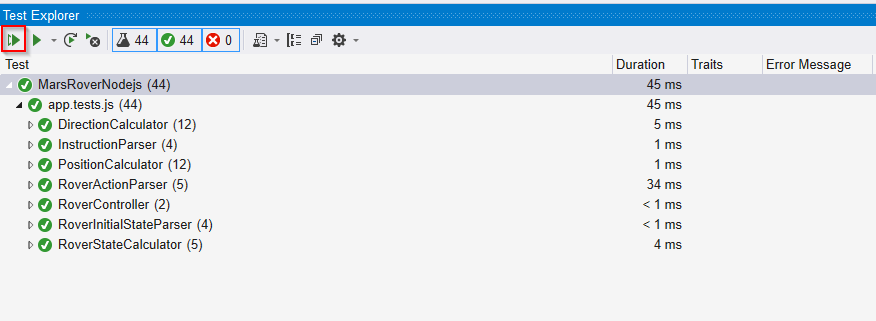 Test Explorer
44 44 0
Test Duration Traits Error Message
MarsRoverNodejs (44) 45 ms
app.tests.js (44) 45 ms
DirectionCalculator (12) 5 ms
InstructionParser (4) 1 ms
PositionCalculator (12) 1 ms
RoverActionParser (5) 34 ms
RoverController (2) < 1 ms
RoverInitialStateParser (4) < 1 ms
RoverStateCalculator (5) 4 ms